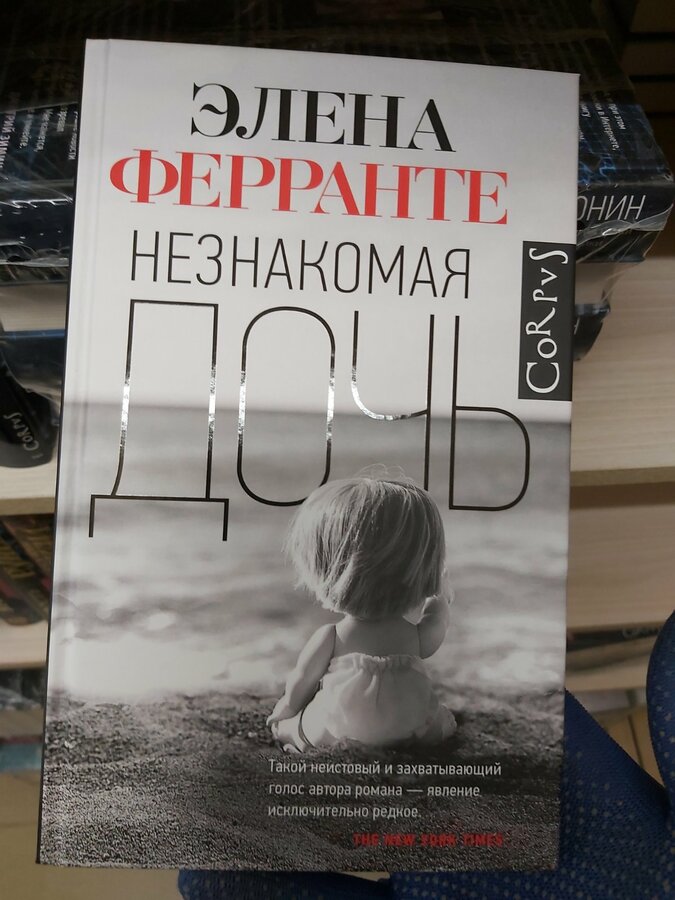 ЭЛЕНА
ФЕРРАНТЕ
НЕЗНАКОМАЯ
ДОЧЬ
CORPVS
Такой неистовый и захватывающий
голос автора романа — явление
исключительно редкое.
THE NEW YORK TIMES
ОНИН
CORPVS